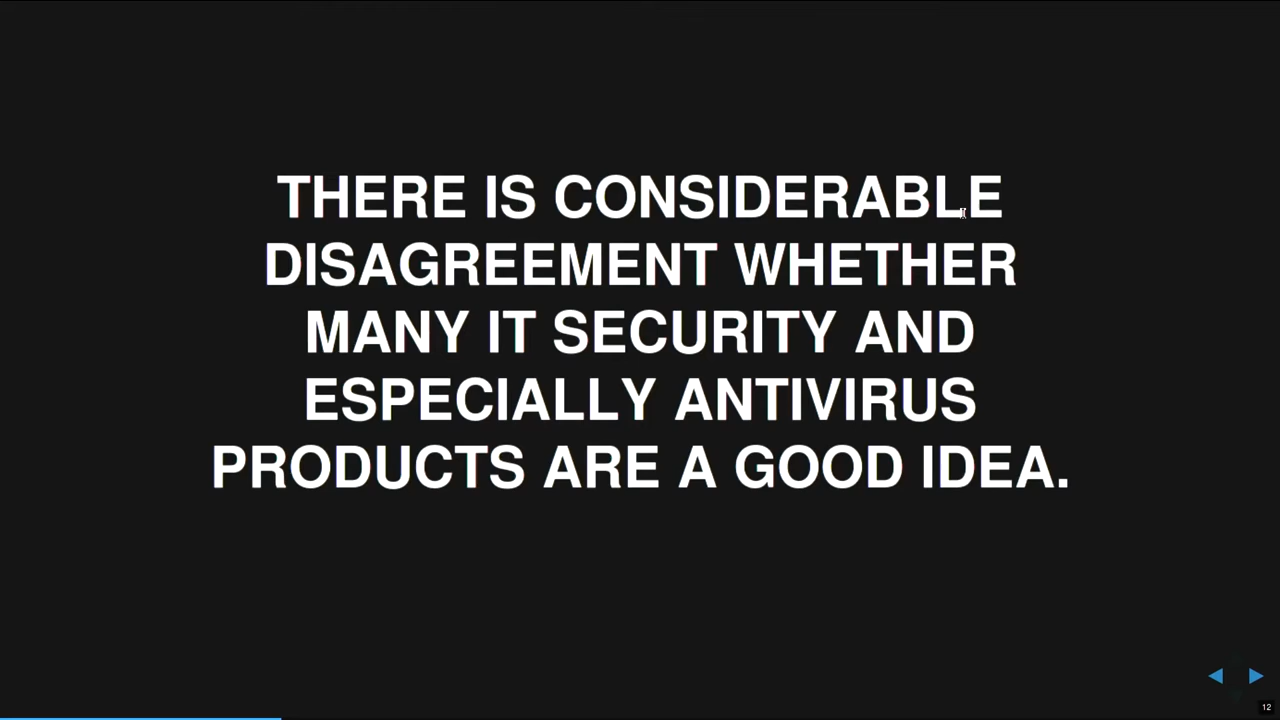 THERE IS CONSIDERABLE
DISAGREEMENT WHETHER
MANY IT SECURITY AND
ESPECIALLY ANTIVIRUS
PRODUCTS ARE A GOOD IDEA.
12